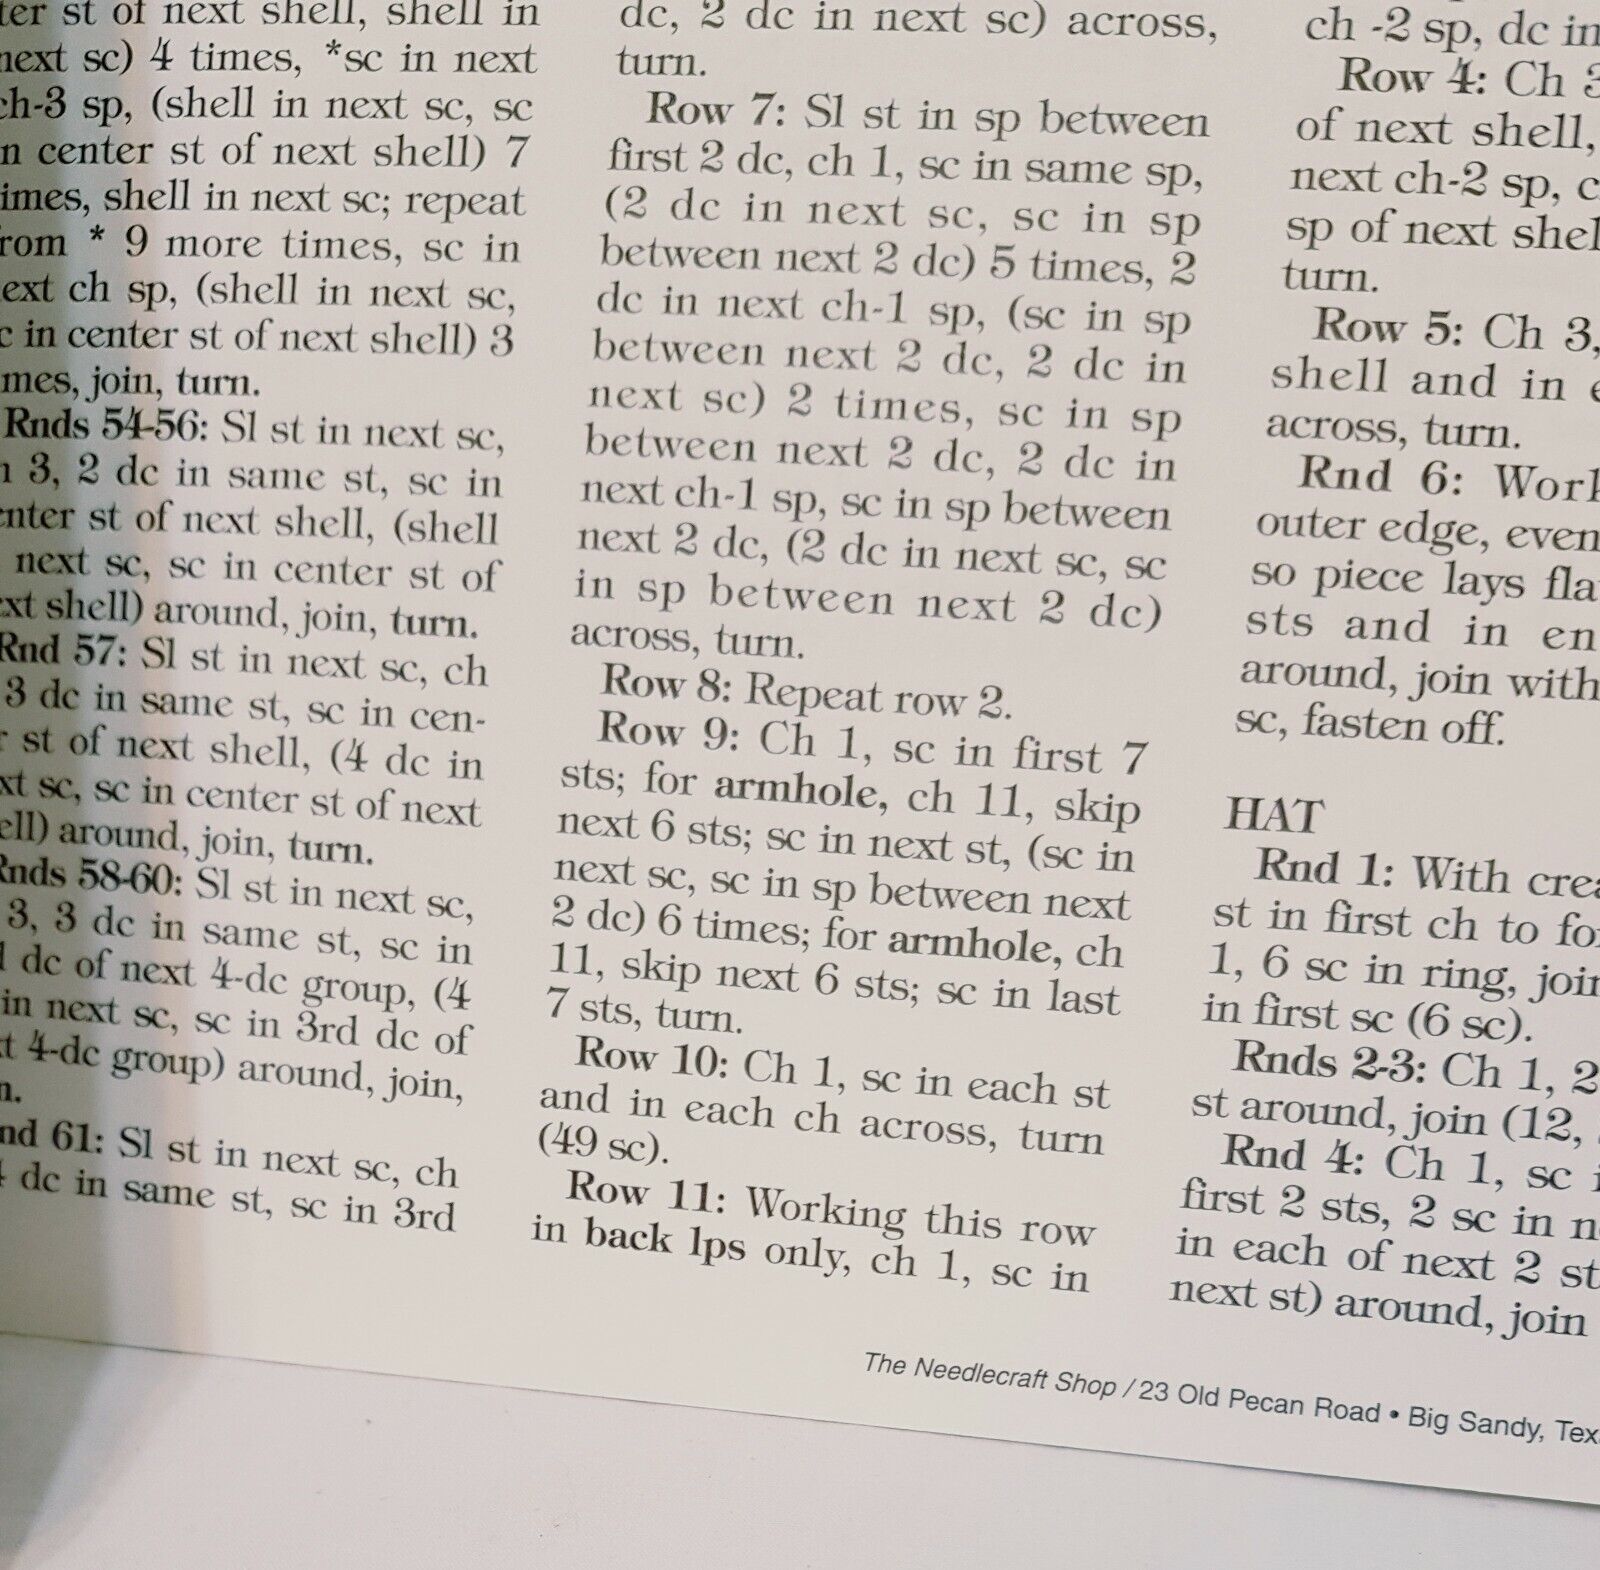 st of next shell, shell in
sc) 4 times, *sc in next
sp, (shell in next sc, sc
center st of next shell) 7
shell in next sc; repeat
* 9 more times, sc in
ch sp, (shell in next sc,
in center st of next shell) 3
join, turn.
Rnds 54-56: Sl st in next sc,
3, 2 dc in same st, sc in
st of next shell, (shell
next sc, sc in center st of
shell) around, join, turn.
Rnd 57: Sl st in next sc, ch
3 dc in same st, sc in cen-
st of next shell, (4 dc in
sc, sc in center st of next
around, join, turn.
Rnds 58-60: Sl st in next sc,
3, 3 dc in same st, sc in
dc of next 4-dc group, (4
in next sc, sc in 3rd dc of
4-dc group) around, join,
61: Sl st in next sc, ch
dc in same st, sc in 3rd
dc, 2 dc in next sc) across,
turn.
Row 7: Sl st in sp between
first 2 dc, ch 1, sc in same sp,
(2 dc in next sc, sc in sp
between next 2 dc) 5 times, 2
dc in next ch-1 sp, (sc in sp
between next 2 dc, 2 dc in
next sc) 2 times, sc in sp
between next 2 dc, 2 dc in
next ch-1 sp, sc in sp between
next 2 dc, (2 dc in next sc, sc
in sp between next 2 dc)
across, turn.
Row 8: Repeat row 2.
Row 9: Ch 1, sc in first 7
sts; for armhole, ch 11, skip
next 6 sts; sc in next st, (sc in
next sc, sc in sp between next
2 dc) 6 times; for armhole, ch
11, skip next 6 sts; sc in last
7 sts, turn.
Row 10: Ch 1, sc in each st
and in each ch across, turn
(49 sc).
Row 11: Working this row
in back lps only, ch 1, sc in
ch -2 sp, dc in
Row 4: Ch 3
of next shell,
next ch-2 sp,
sp of next
turn.
Row 5: Ch 3,
shell and in
across, turn.
Rnd 6:
outer edge,
so piece lays
sts and in
around, join with
sc, fasten off.
HAT
Rnd 1: With
st in first ch to
1, 6 sc in ring,
in first sc (6 sc).
Rnds 2-3: Ch 1, 2
st around, join (12,
Rnd 4: Ch 1, sc
first 2 sts, 2 sc in
in each of next 2
next st) around, join
The Needlecraft Shop / 23 Old Pecan Road • Big Sandy,